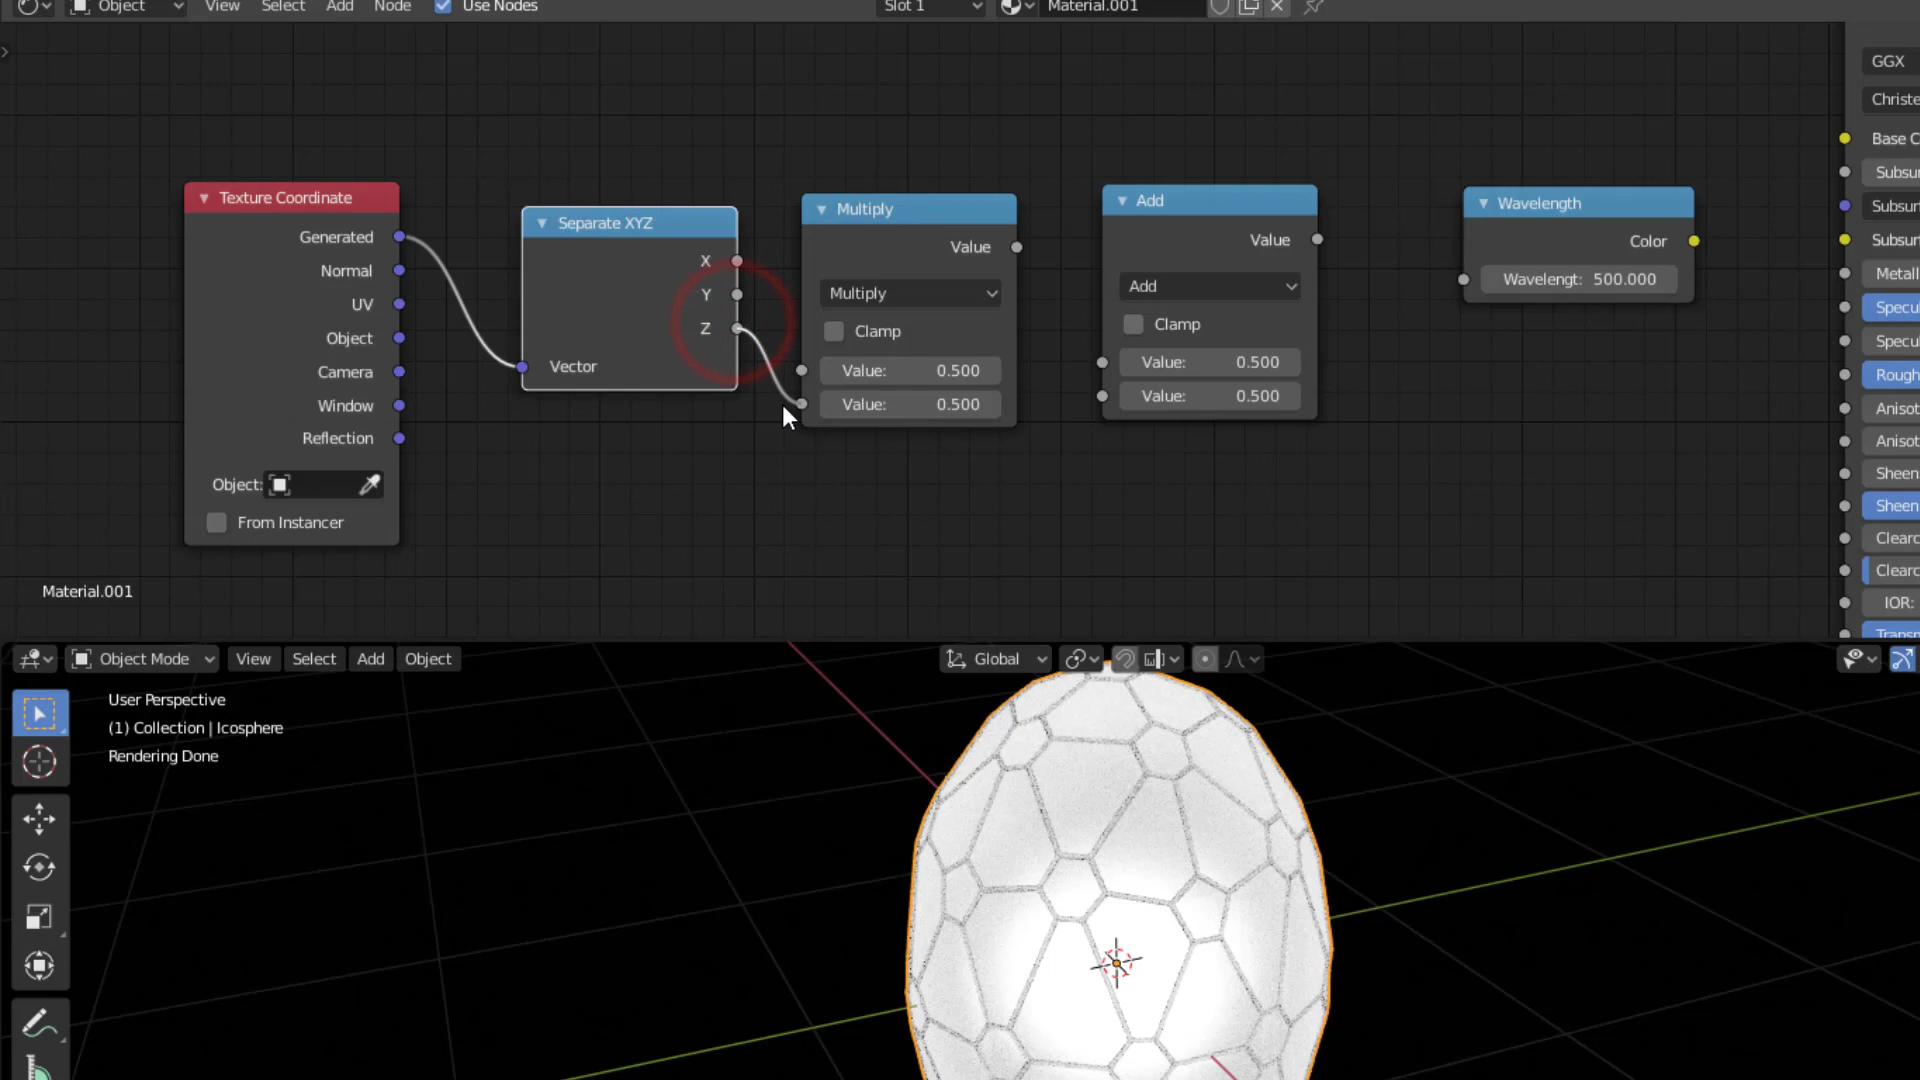 Object
View
Select
Add
Node
Use Nodes
Slot 1
Material.001
GGX
Christe
Base C
Subsu
Subsur
Subsu
Metall
Specu
Specu
Rough
Anisot
Anisot
Sheen
Sheen
Clearc
Clearc
IOR:
Transm
Texture Coordinate
Generated
Normal
UV
Object
Camera
Window
Reflection
Object:
From Instancer
Separate XYZ
X
Y
Z
Vector
Multiply
Value
Multiply
Clamp
Value: 0.500
Value: 0.500
Add
Value
Add
Clamp
Value: 0.500
Value: 0.500
Wavelength
Color
Wavelengt: 500.000
Material.001
Object Mode
View
Select
Add
Object
Global
User Perspective
(1) Collection | Icosphere
Rendering Done